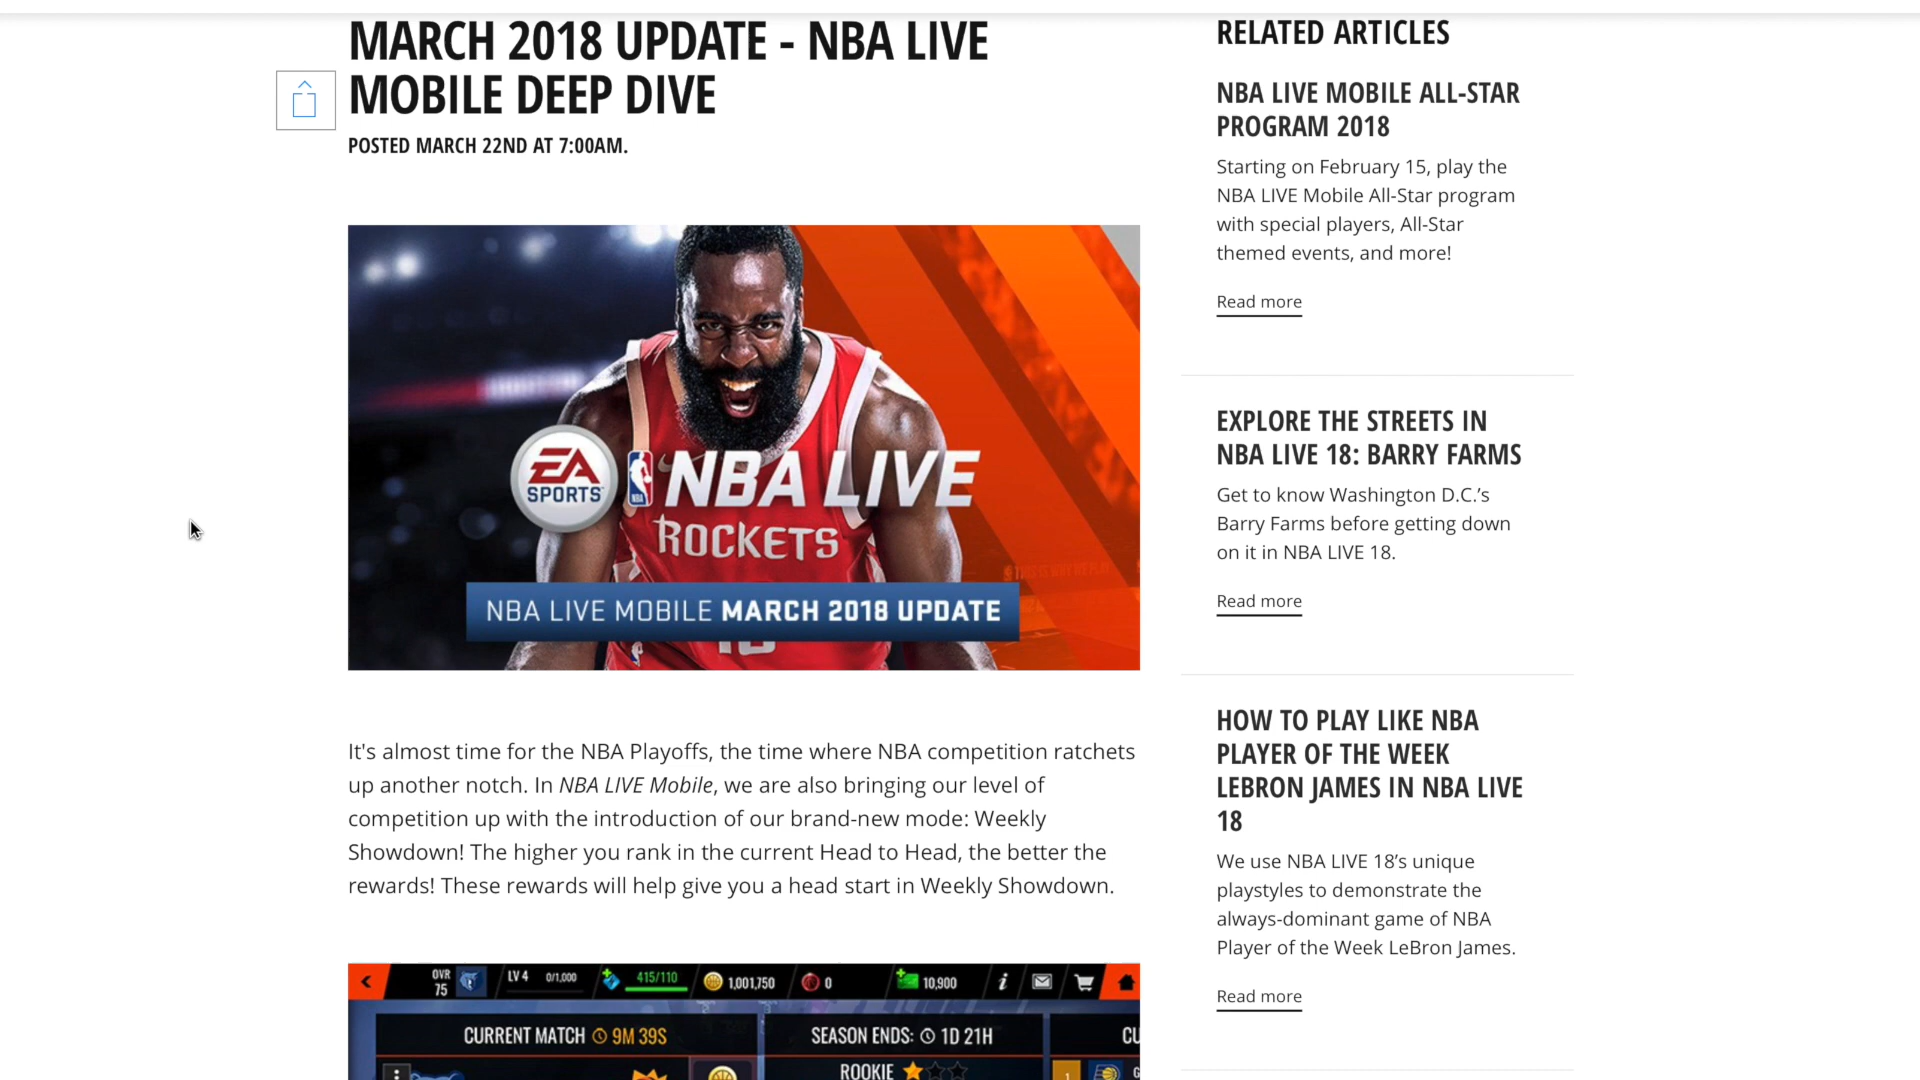 MARCH 2018 UPDATE - NBA LIVE
MOBILE DEEP DIVE
POSTED MARCH 22ND AT 7:00AM.
EA
SPORTS
NBA
NBA LIVE
ROCKETS
NBA LIVE MOBILE MARCH 2018 UPDATE
It's almost time for the NBA Playoffs, the time where NBA competition ratchets
up another notch. In NBA LIVE Mobile, we are also bringing our level of
competition up with the introduction of our brand-new mode: Weekly
Showdown! The higher you rank in the current Head to Head, the better the
rewards! These rewards will help give you a head start in Weekly Showdown.
OVR
75
LV 4
0/1,000
415/110
1,001,750
0
10,900
CURRENT MATCH 9M 39S
SEASON ENDS: 1D 21H
CU
ROOKIE
1
G
RELATED ARTICLES
NBA LIVE MOBILE ALL-STAR
PROGRAM 2018
Starting on February 15, play the
NBA LIVE Mobile All-Star program
with special players, All-Star
themed events, and more!
Read more
EXPLORE THE STREETS IN
NBA LIVE 18: BARRY FARMS
Get to know Washington D.C.’s
Barry Farms before getting down
on it in NBA LIVE 18.
Read more
HOW TO PLAY LIKE NBA
PLAYER OF THE WEEK
LEBRON JAMES IN NBA LIVE
18
We use NBA LIVE 18’s unique
playstyles to demonstrate the
always-dominant game of NBA
Player of the Week LeBron James.
Read more